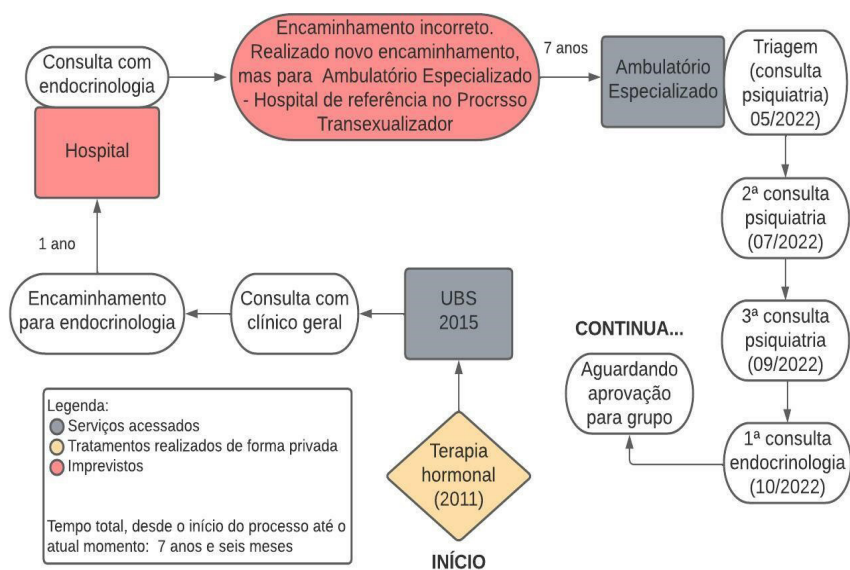 Consulta com
endocrinologia
Hospital
Encaminhamento incorreto.
Realizado novo encaminhamento,
mas para Ambulatório Especializado
- Hospital de referência no Procrsso
Transexualizador
7 anos
Ambulatório
Especializado
Triagem
(consulta
psiquiatria)
05/2022)
2ª consulta
psiquiatria
(07/2022)
3ª consulta
psiquiatria
(09/2022)
1ª consulta
endocrinologia
(10/2022)
CONTINUA...
Aguardando
aprovação
para grupo
1 ano
Encaminhamento
para endocrinologia
Consulta com
clínico geral
UBS
2015
Terapia
hormonal
(2011)
INÍCIO
Legenda:
Serviços acessados
Tratamentos realizados de forma privada
Imprevistos
Tempo total, desde o início do processo até o
atual momento: 7 anos e seis meses